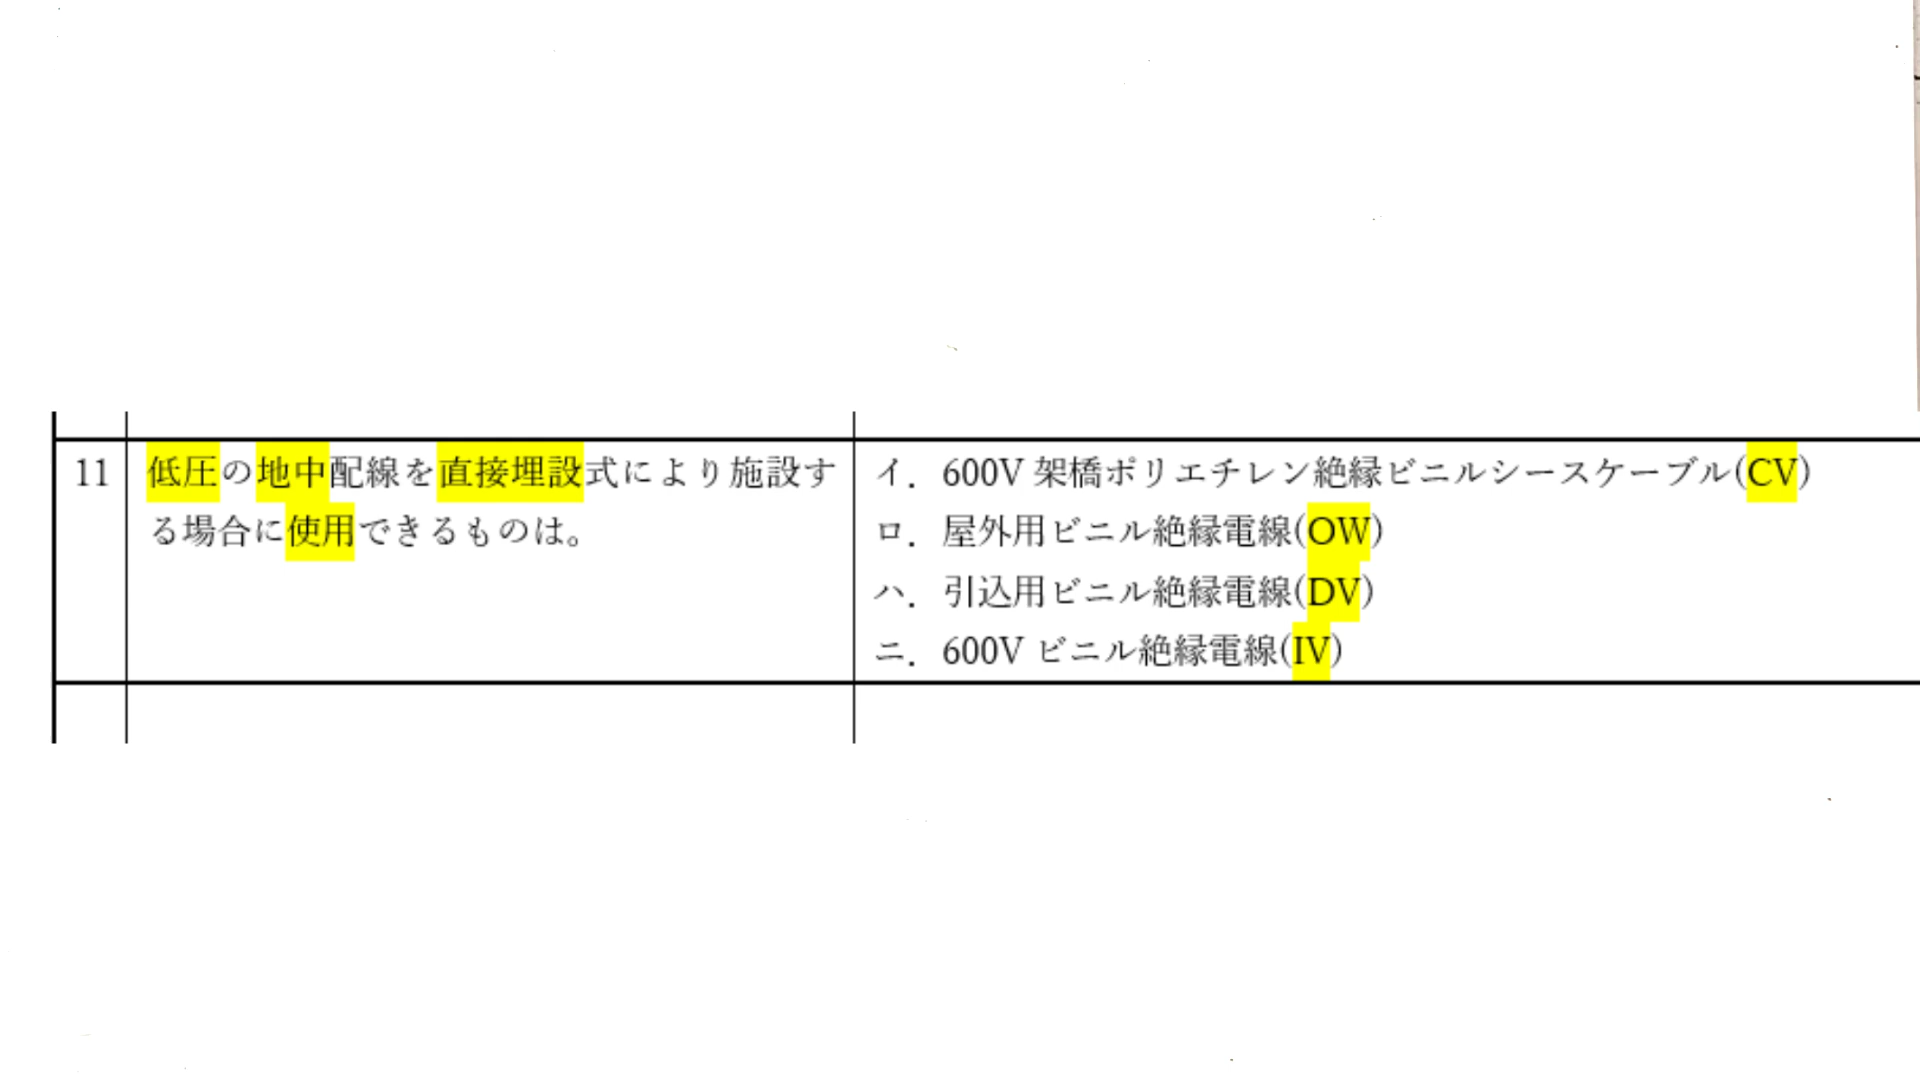 11 低圧の地中配線を直接埋設式により施設す
る場合に使用できるものは。
イ. 600V 架橋ポリエチレン絶縁ビニルシースケーブル(CV)
ロ. 屋外用ビニル絶縁電線(OW)
ハ. 引込用ビニル絶縁電線(DV)
ニ. 600V ビニル絶縁電線(IV)